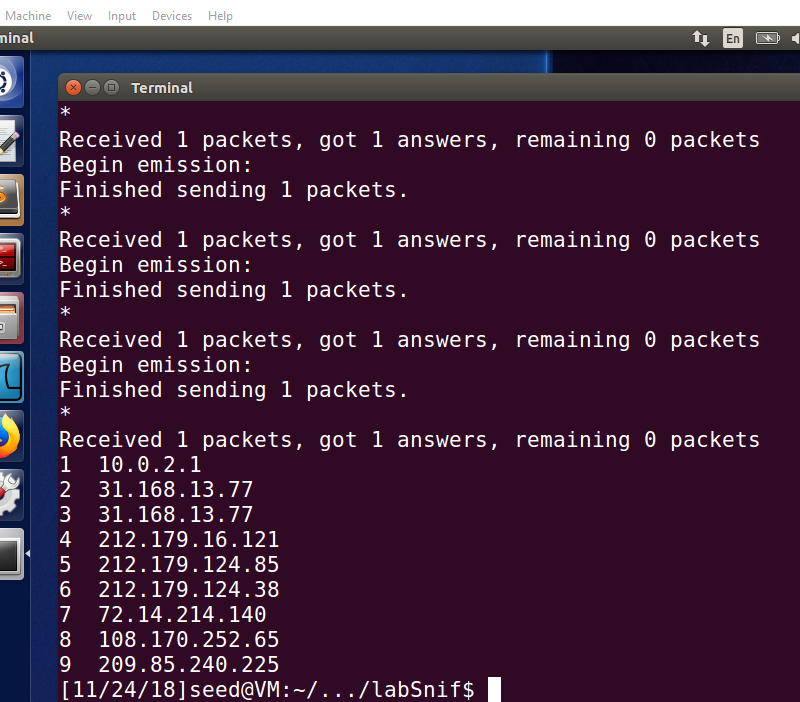 Machine View Input Devices Help
minal
En
Terminal
*
Received 1 packets, got 1 answers, remaining 0 packets
Begin emission:
Finished sending 1 packets.
*
Received 1 packets, got 1 answers, remaining 0 packets
Begin emission:
Finished sending 1 packets.
*
Received 1 packets, got 1 answers, remaining 0 packets
Begin emission:
Finished sending 1 packets.
*
Received 1 packets, got 1 answers, remaining 0 packets
1  10.0.2.1
2  31.168.13.77
3  31.168.13.77
4  212.179.16.121
5  212.179.124.85
6  212.179.124.38
7  72.14.214.140
8  108.170.252.65
9  209.85.240.225
[11/24/18]seed@VM:~/.../labSnif$